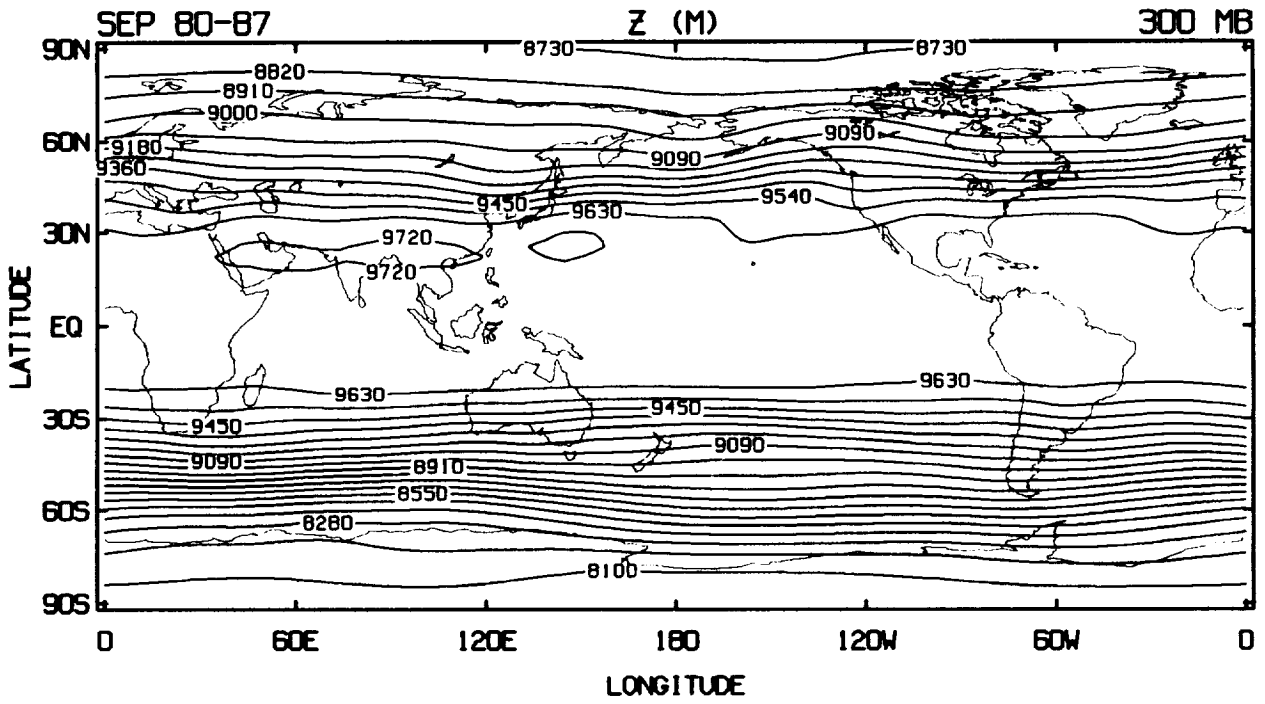 SEP 80-87 Z (M) 300 MB
90N 8730 8730
8820
8910
9000
9090
60N 9180 9090
9360
9540
9450 9630
30N 9720
9720
EQ
LATITUDE
9630 9630
9450
30S 9450
9090
9090 8910
8550
60S 8280
8100
90S
0 60E 120E 180 120W 60W 0
LONGITUDE